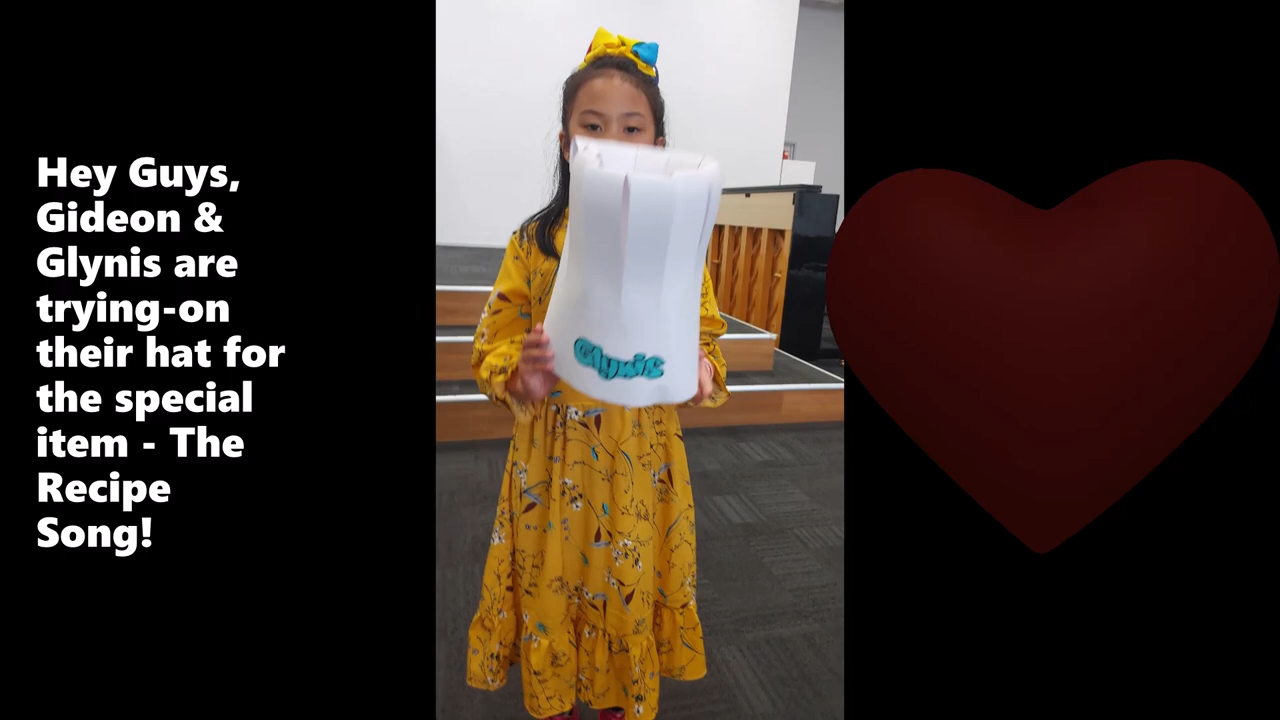 Hey Guys,
Gideon &
Glynis are
trying-on
their hat for
the special
item - The
Recipe
Song!
Glynis